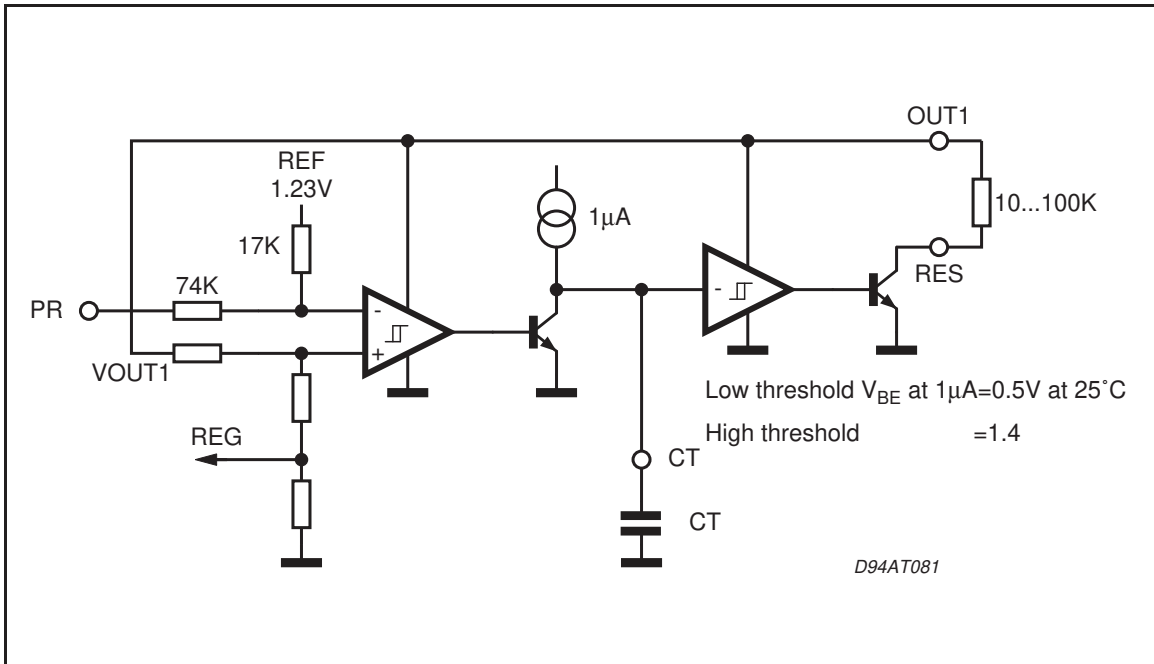 OUT1
REF
1.23V
1µA
10...100K
17K
RES
74K
PR
-
-
+
VOUT1
Low threshold VBE at 1µA=0.5V at 25˚C
High threshold =1.4
REG
CT
CT
D94AT081